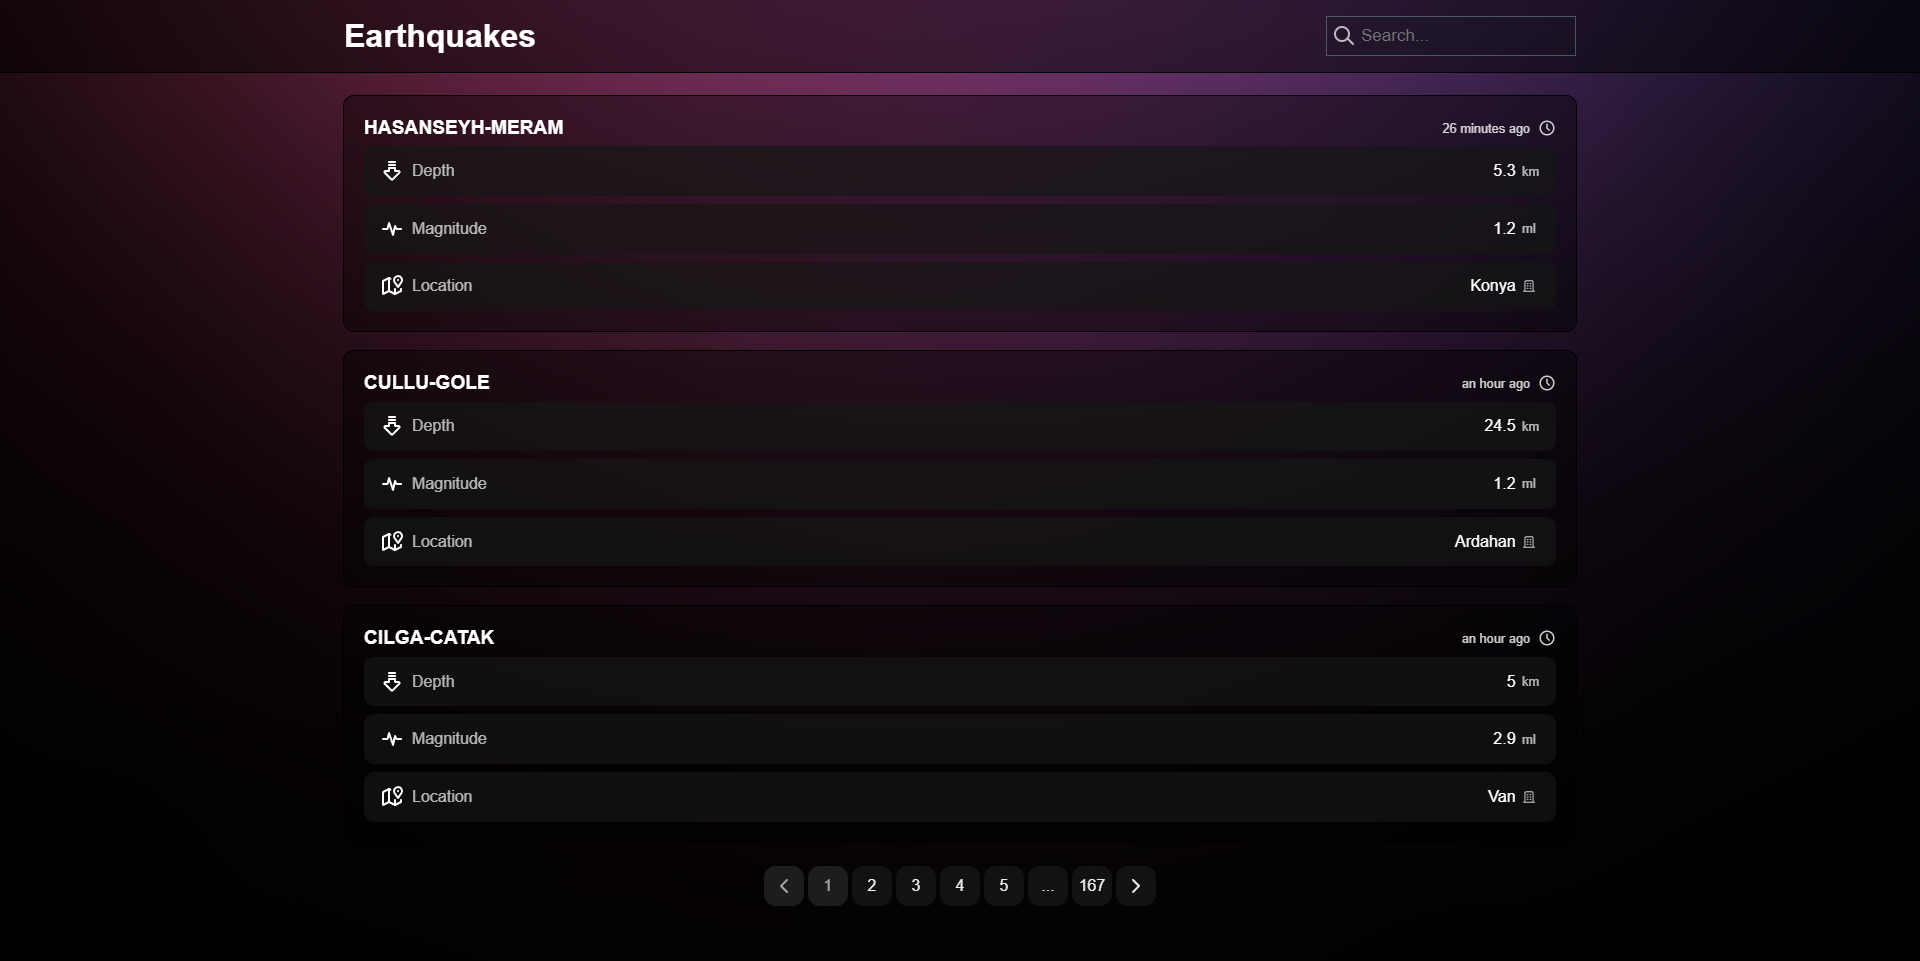 Earthquakes
Search...
HASANSEYH-MERAM 26 minutes ago
Depth 5.3 km
Magnitude 1.2 ml
Location Konya
CULLU-GOLE an hour ago
Depth 24.5 km
Magnitude 1.2 ml
Location Ardahan
CILGA-CATAK an hour ago
Depth 5 km
Magnitude 2.9 ml
Location Van
1 2 3 4 5 ... 167